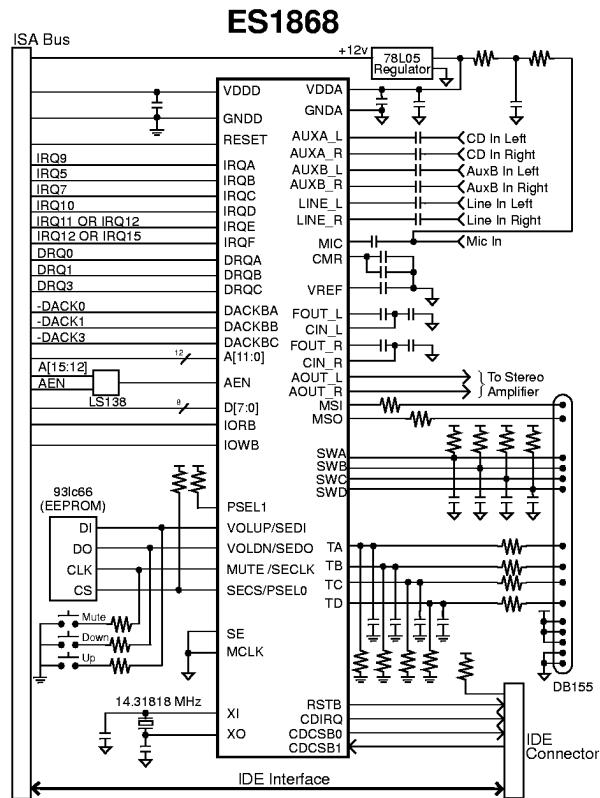 ES1868
ISA Bus
+12v
78L05
Regulator
VDDD
VDDA
GNDD
GNDA
RESET
AUXA_L
CD In Left
AUXA_R
CD In Right
IRQ9
IRQA
AUXB_L
AuxB In Left
IRQ5
IRQB
AUXB_R
AuxB In Right
IRQ7
IRQC
LINE_L
Line In Left
IRQ10
IRQD
LINE_R
Line In Right
IRQ11 OR IRQ12
IRQE
IRQ12 OR IRQ15
IRQF
MIC
Mic In
DRQ0
DRQA
CMR
DRQ1
DRQB
DRQ3
DRQC
VREF
-DACK0
DACKBA
FOUT_L
-DACK1
DACKBB
CIN_L
-DACK3
DACKBC
FOUT_R
12
A[11:0]
CIN_R
A[15:12]
AEN
LS138
AEN
AOUT_L
AOUT_R
To Stereo
Amplifier
8
D[7:0]
MSI
IORB
MSO
IOWB
SWA
SWB
SWC
SWD
93lc66
(EEPROM)
PSEL1
DI
VOLUP/SEDI
DO
VOLDN/SEDO
TA
CLK
MUTE /SECLK
TB
CS
SECS/PSEL0
TC
TD
Mute
Down
Up
SE
MCLK
DB155
14.31818 MHz
XI
XO
RSTB
CDIRQ
CDCSB0
CDCSB1
IDE
Connector
IDE Interface